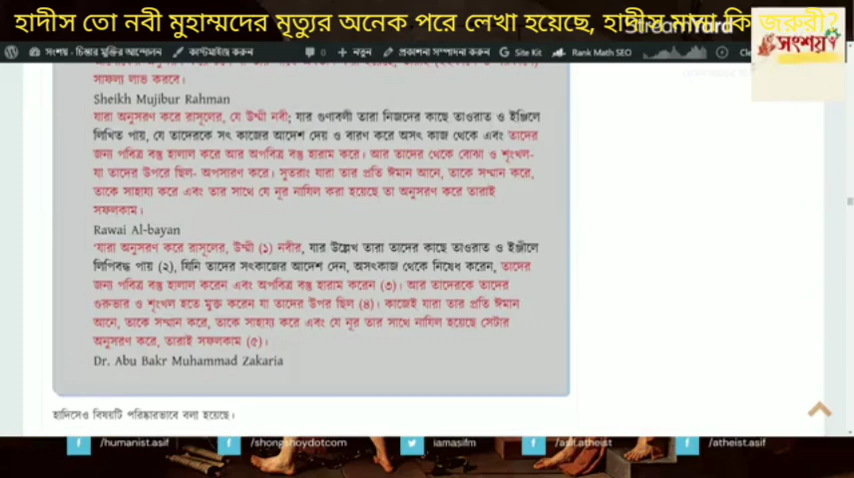 হাদীস তো নবী মুহাম্মদের মৃত্যুর অনেক পরে লেখা হয়েছে, হাদীস মানা কি জরুরী?
StreamYard
সংশয় - চিন্তার মুক্তির আন্দোলন কাস্টমাইজ করুন 0 + নতুন প্রকাশনা সম্পাদনা করুন Site Kit Rank Math SEO
সংশয়
সাফল্য লাভ করবে।
Sheikh Mujibur Rahman
যারা অনুসরণ করে রাসূলের, যে উম্মী নবী; যার গুণাবলী তারা নিজদের কাছে তাওরাত ও ইঞ্জিলে
লিখিত পায়, যে তাদেরকে সৎ কাজের আদেশ দেয় ও বারণ করে অসৎ কাজ থেকে এবং তাদের
জন্য পবিত্র বস্তু হালাল করে আর অপবিত্র বস্তু হারাম করে। আর তাদের থেকে বোঝা ও শৃংখল-
যা তাদের উপরে ছিল- অপসারণ করে। সুতরাং যারা তার প্রতি ঈমান আনে, তাকে সম্মান করে,
তাকে সাহায্য করে এবং তার সাথে যে নূর নাযিল করা হয়েছে তা অনুসরণ করে তারাই
সফলকাম।
Rawai Al-bayan
‘যারা অনুসরণ করে রাসূলের, উম্মী (১) নবীর, যার উল্লেখ তারা তাদের কাছে তাওরাত ও ইঞ্জীলে
লিপিবদ্ধ পায় (২), যিনি তাদের সৎকাজের আদেশ দেন, অসৎকাজ থেকে নিষেধ করেন, তাদের
জন্য পবিত্র বস্তু হালাল করেন এবং অপবিত্র বস্তু হারাম করেন (৩)। আর তাদেরকে তাদের
গুরুভার ও শৃংখল হতে মুক্ত করেন যা তাদের উপর ছিল (৪)। কাজেই যারা তার প্রতি ঈমান
আনে, তাকে সম্মান করে, তাকে সাহায্য করে এবং যে নূর তার সাথে নাযিল হয়েছে সেটার
অনুসরণ করে, তারাই সফলকাম (৫)।
Dr. Abu Bakr Muhammad Zakaria
হাদিসেও বিষয়টি পরিষ্কারভাবে বলা হয়েছে।
/humanist.asif /shongshoydotcom iamasifm /asif.atheist /atheist.asif